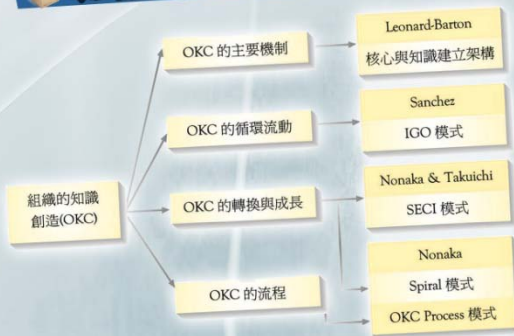 組織的知識
創造(OKC)
OKC 的主要機制
Leonard-Barton
核心與知識建立架構
OKC 的循環流動
Sanchez
IGO 模式
OKC 的轉換與成長
Nonaka & Takuichi
SECI 模式
OKC 的流程
Nonaka
Spiral 模式
OKC Process 模式